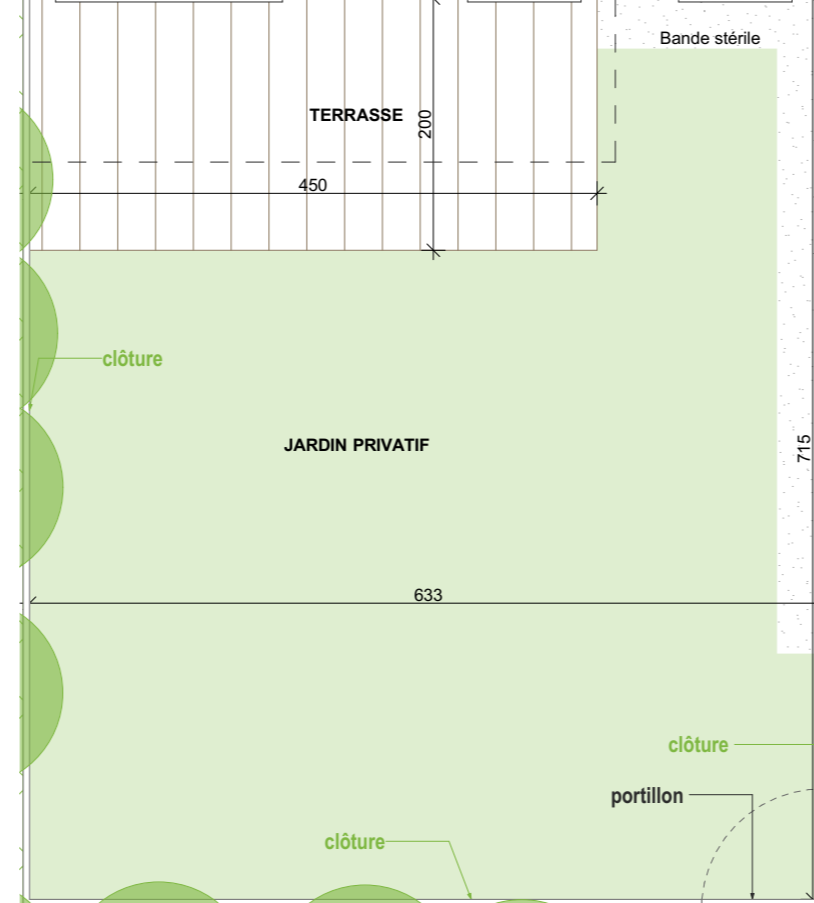 Bande stérile
TERRASSE
200
450
clôture
JARDIN PRIVATIF
715
633
clôture
portillon
clôture